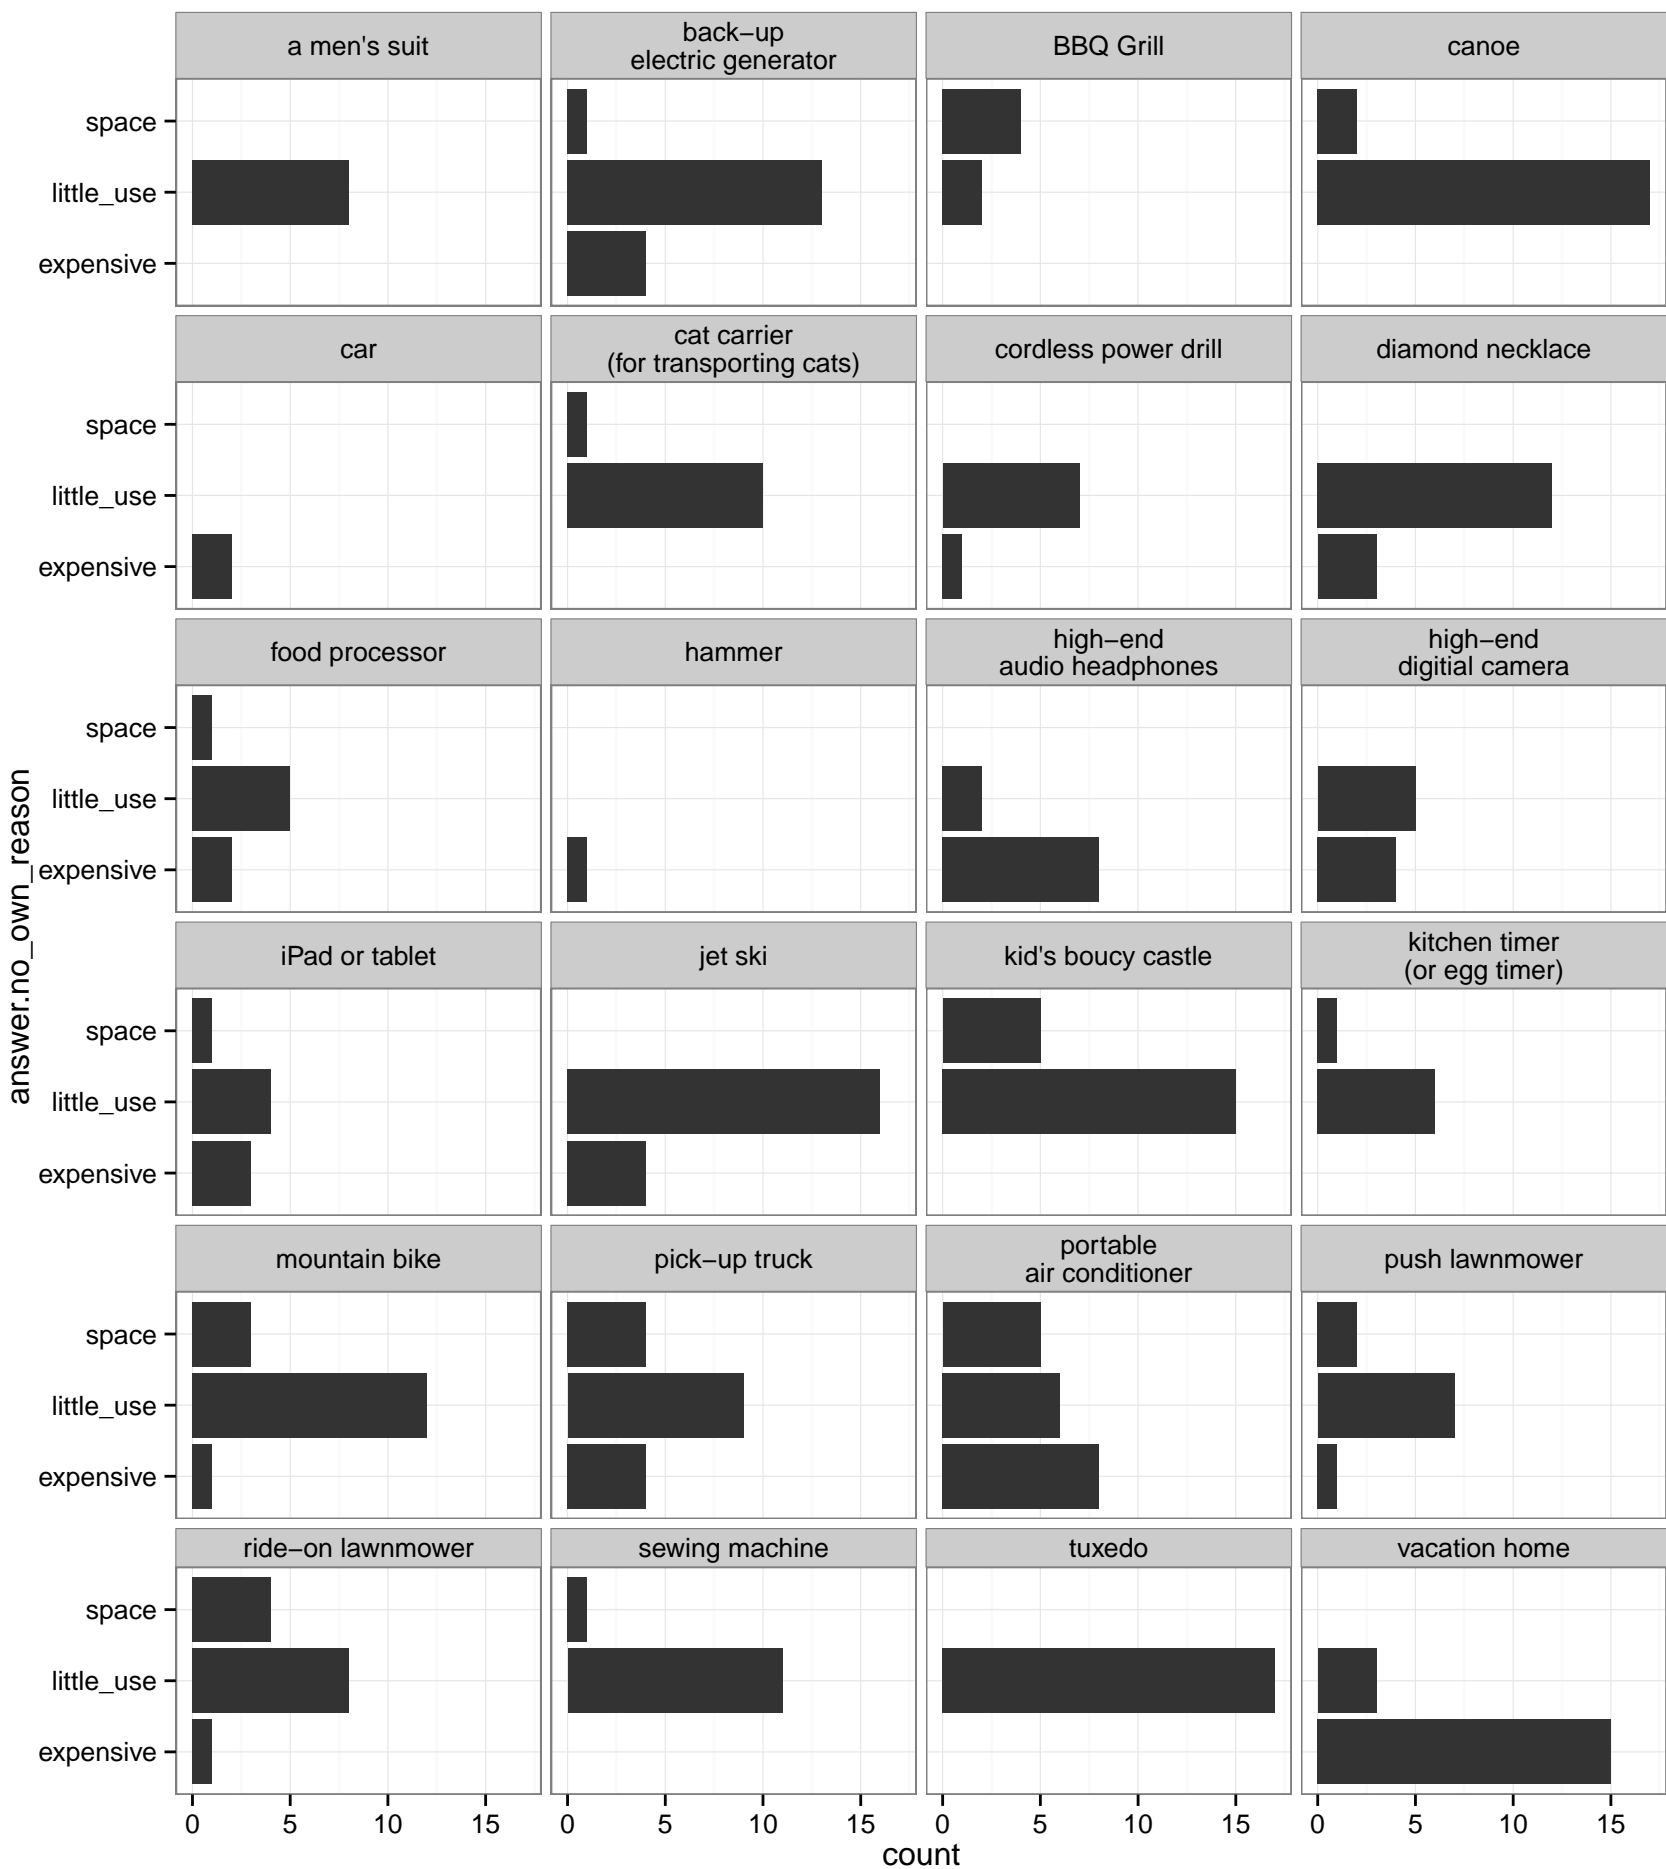 a men's suit
back−up
electric generator
BBQ Grill
canoe
space
little_use
expensive
car
cat carrier
(for transporting cats)
cordless power drill
diamond necklace
space
little_use
expensive
food processor
hammer
high−end
audio headphones
high−end
digitial camera
space
little_use
expensive
answer.no_own_reason
iPad or tablet
jet ski
kid's boucy castle
kitchen timer
(or egg timer)
space
little_use
expensive
mountain bike
pick−up truck
portable
air conditioner
push lawnmower
space
little_use
expensive
ride−on lawnmower
sewing machine
tuxedo
vacation home
space
little_use
expensive
0 5 10 15 0 5 10 15 0 5 10 15 0 5 10 15
count